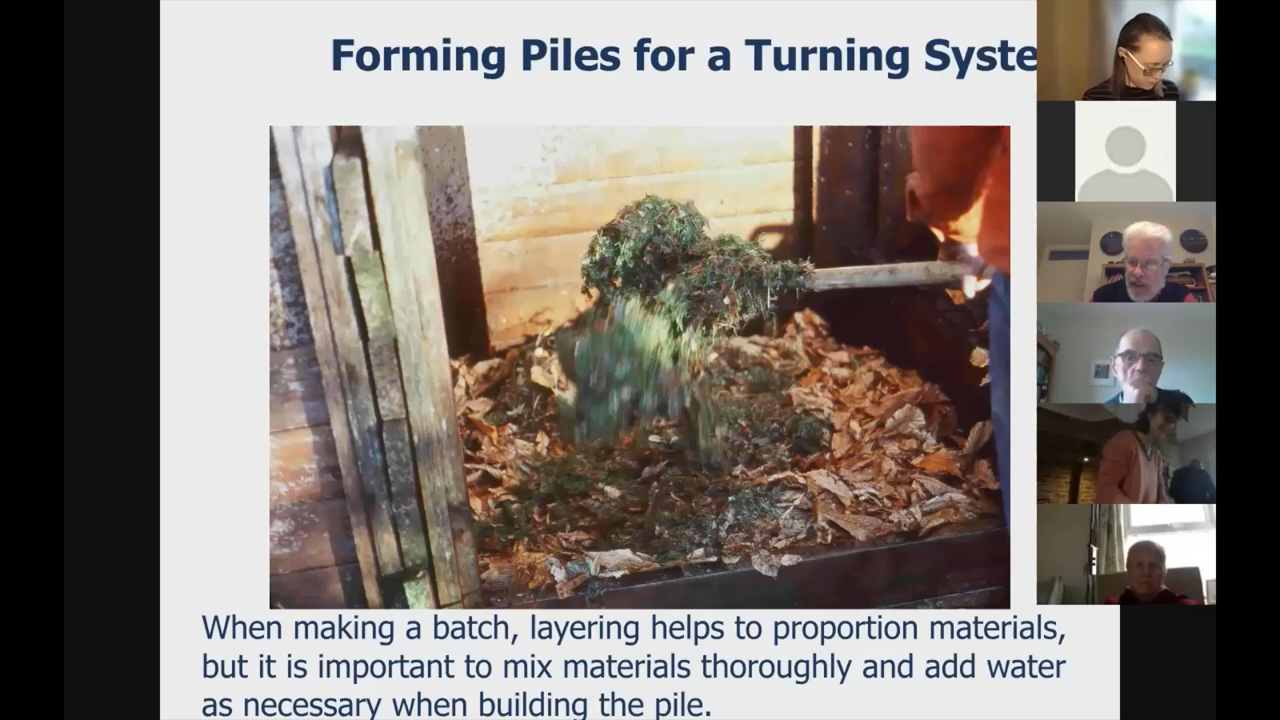 Forming Piles for a Turning Syste
When making a batch, layering helps to proportion materials,
but it is important to mix materials thoroughly and add water
as necessary when building the pile.